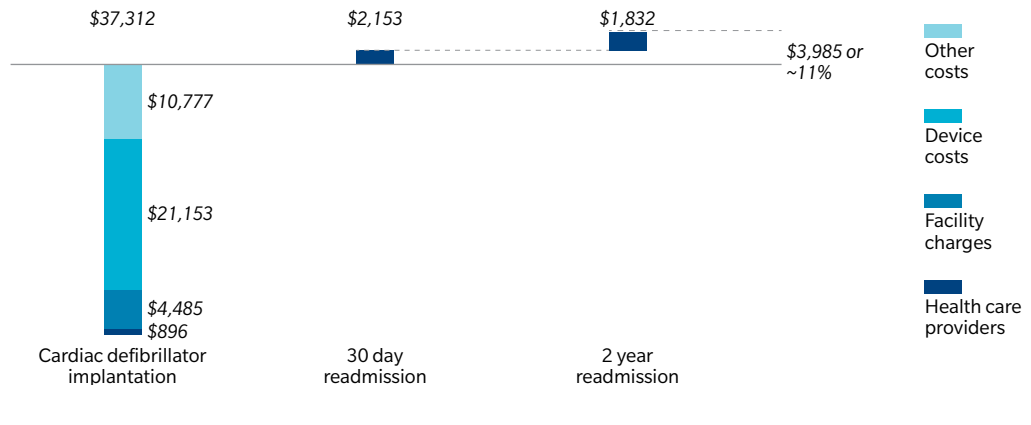 $37,312
$2,153
$1,832
$3,985 or
~11%
$10,777
$21,153
$4,485
$896
Cardiac defibrillator
implantation
30 day
readmission
2 year
readmission
Other
costs
Device
costs
Facility
charges
Health care
providers